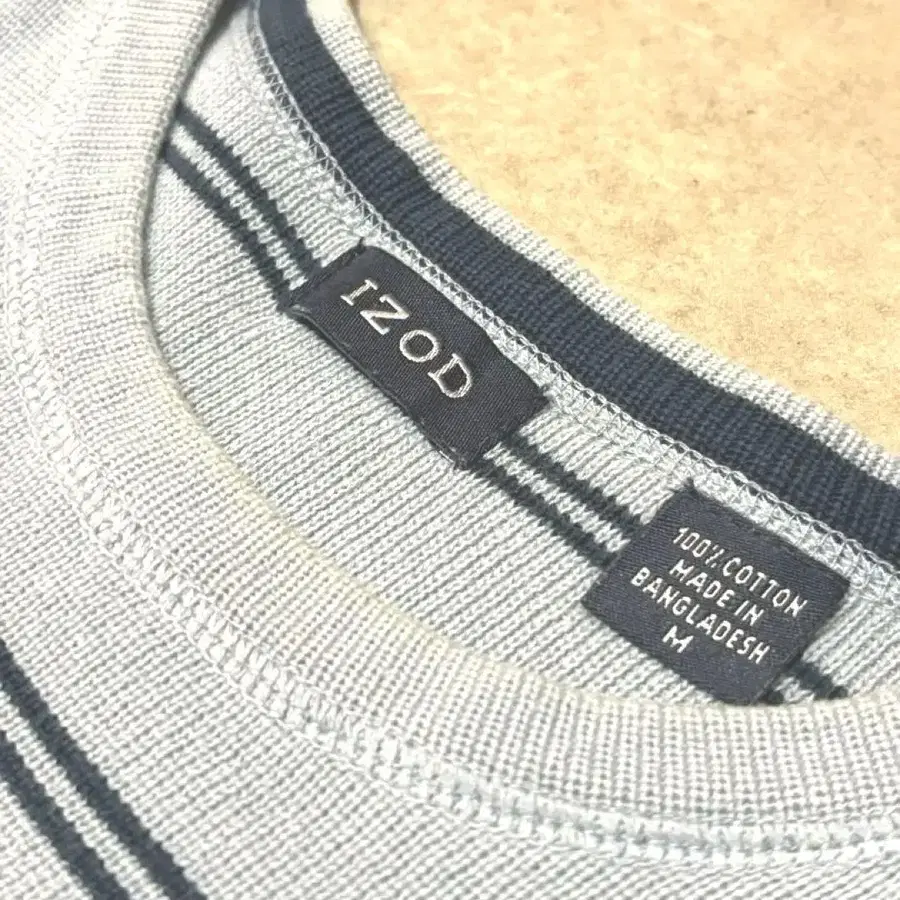 IZOD
100% COTTON
MADE IN
BANGLADESH
M